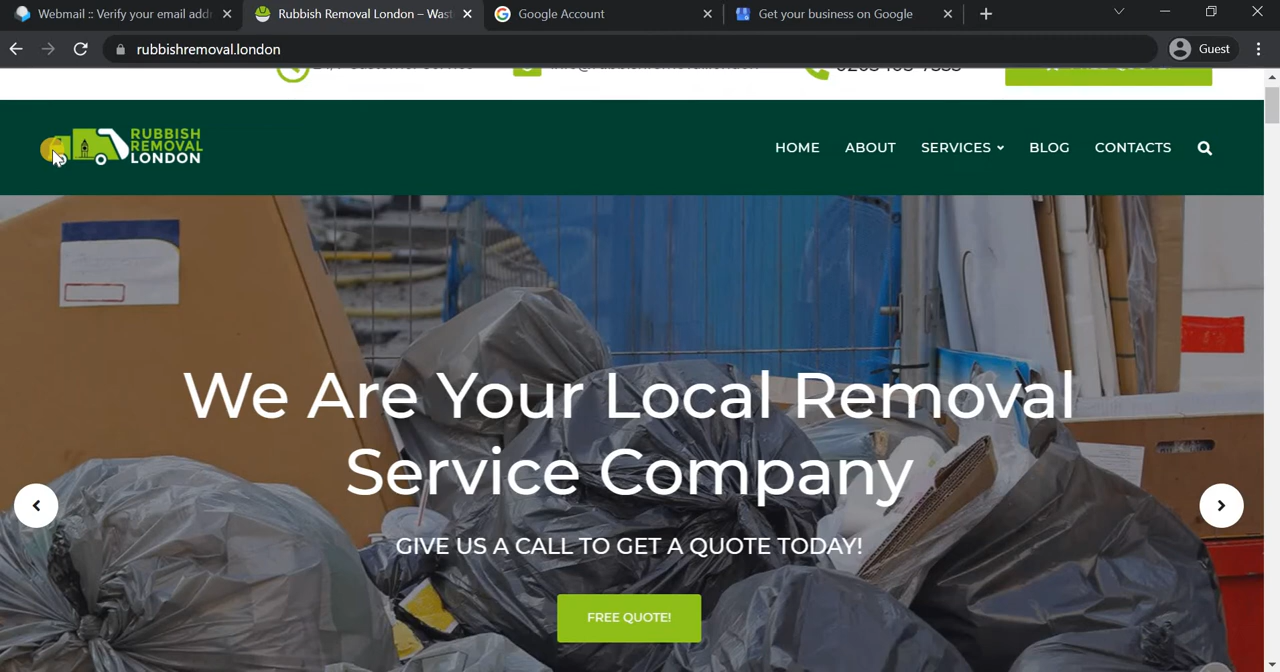 Webmail :: Verify your email addr
Rubbish Removal London – Wast
Google Account
Get your business on Google
rubbishremoval.london
Guest
RUBBISH
REMOVAL
LONDON
HOME
ABOUT
SERVICES
BLOG
CONTACTS
We Are Your Local Removal
Service Company
GIVE US A CALL TO GET A QUOTE TODAY!
FREE QUOTE!